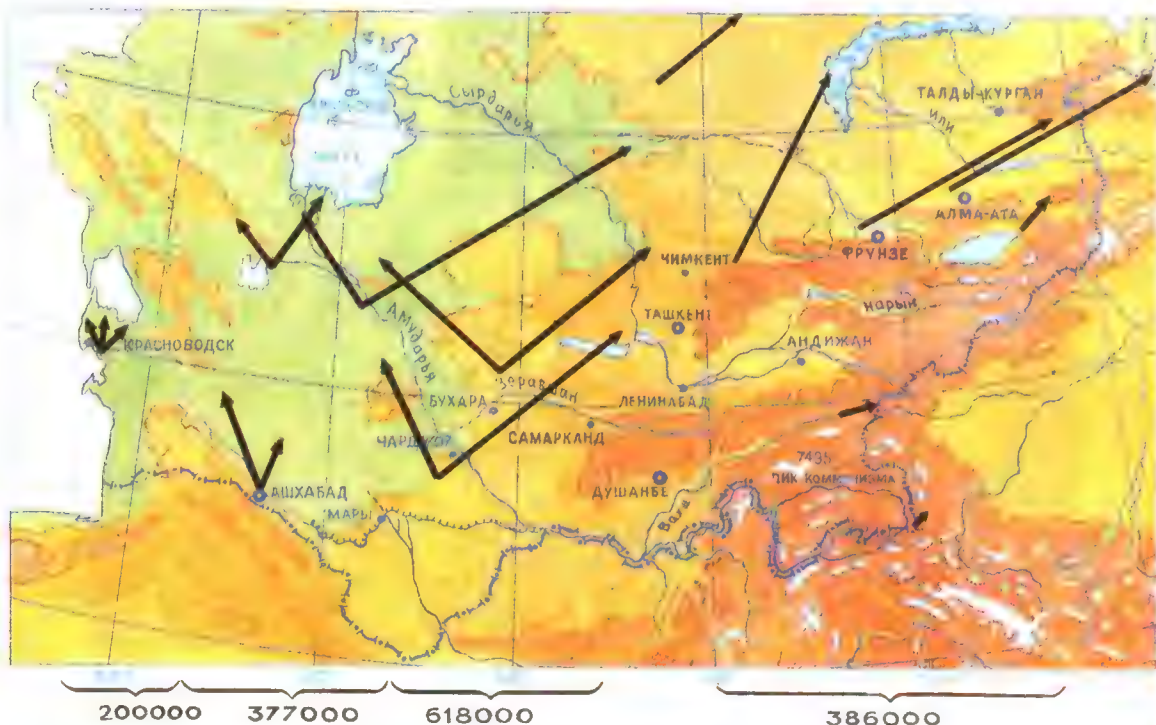 Сырдарья
ТАЛДЫ-КУРГАН
ИЛИ
АЛМА-АТА
ФРУНЗЕ
ЧИМКЕНТ
Нарын
ТАШКЕНТ
Амударья
КРАСНОВОДСК
АНДИЖАН
Зеравшан
БУХАРА
ЛЕНИНАБАД
ЧАРДЖОУ
САМАРКАНД
7495
ПИК КОММУНИЗМА
ДУШАНБЕ
АШХАБАД
МАРЫ
Вахш
200000 377000 618000 386000